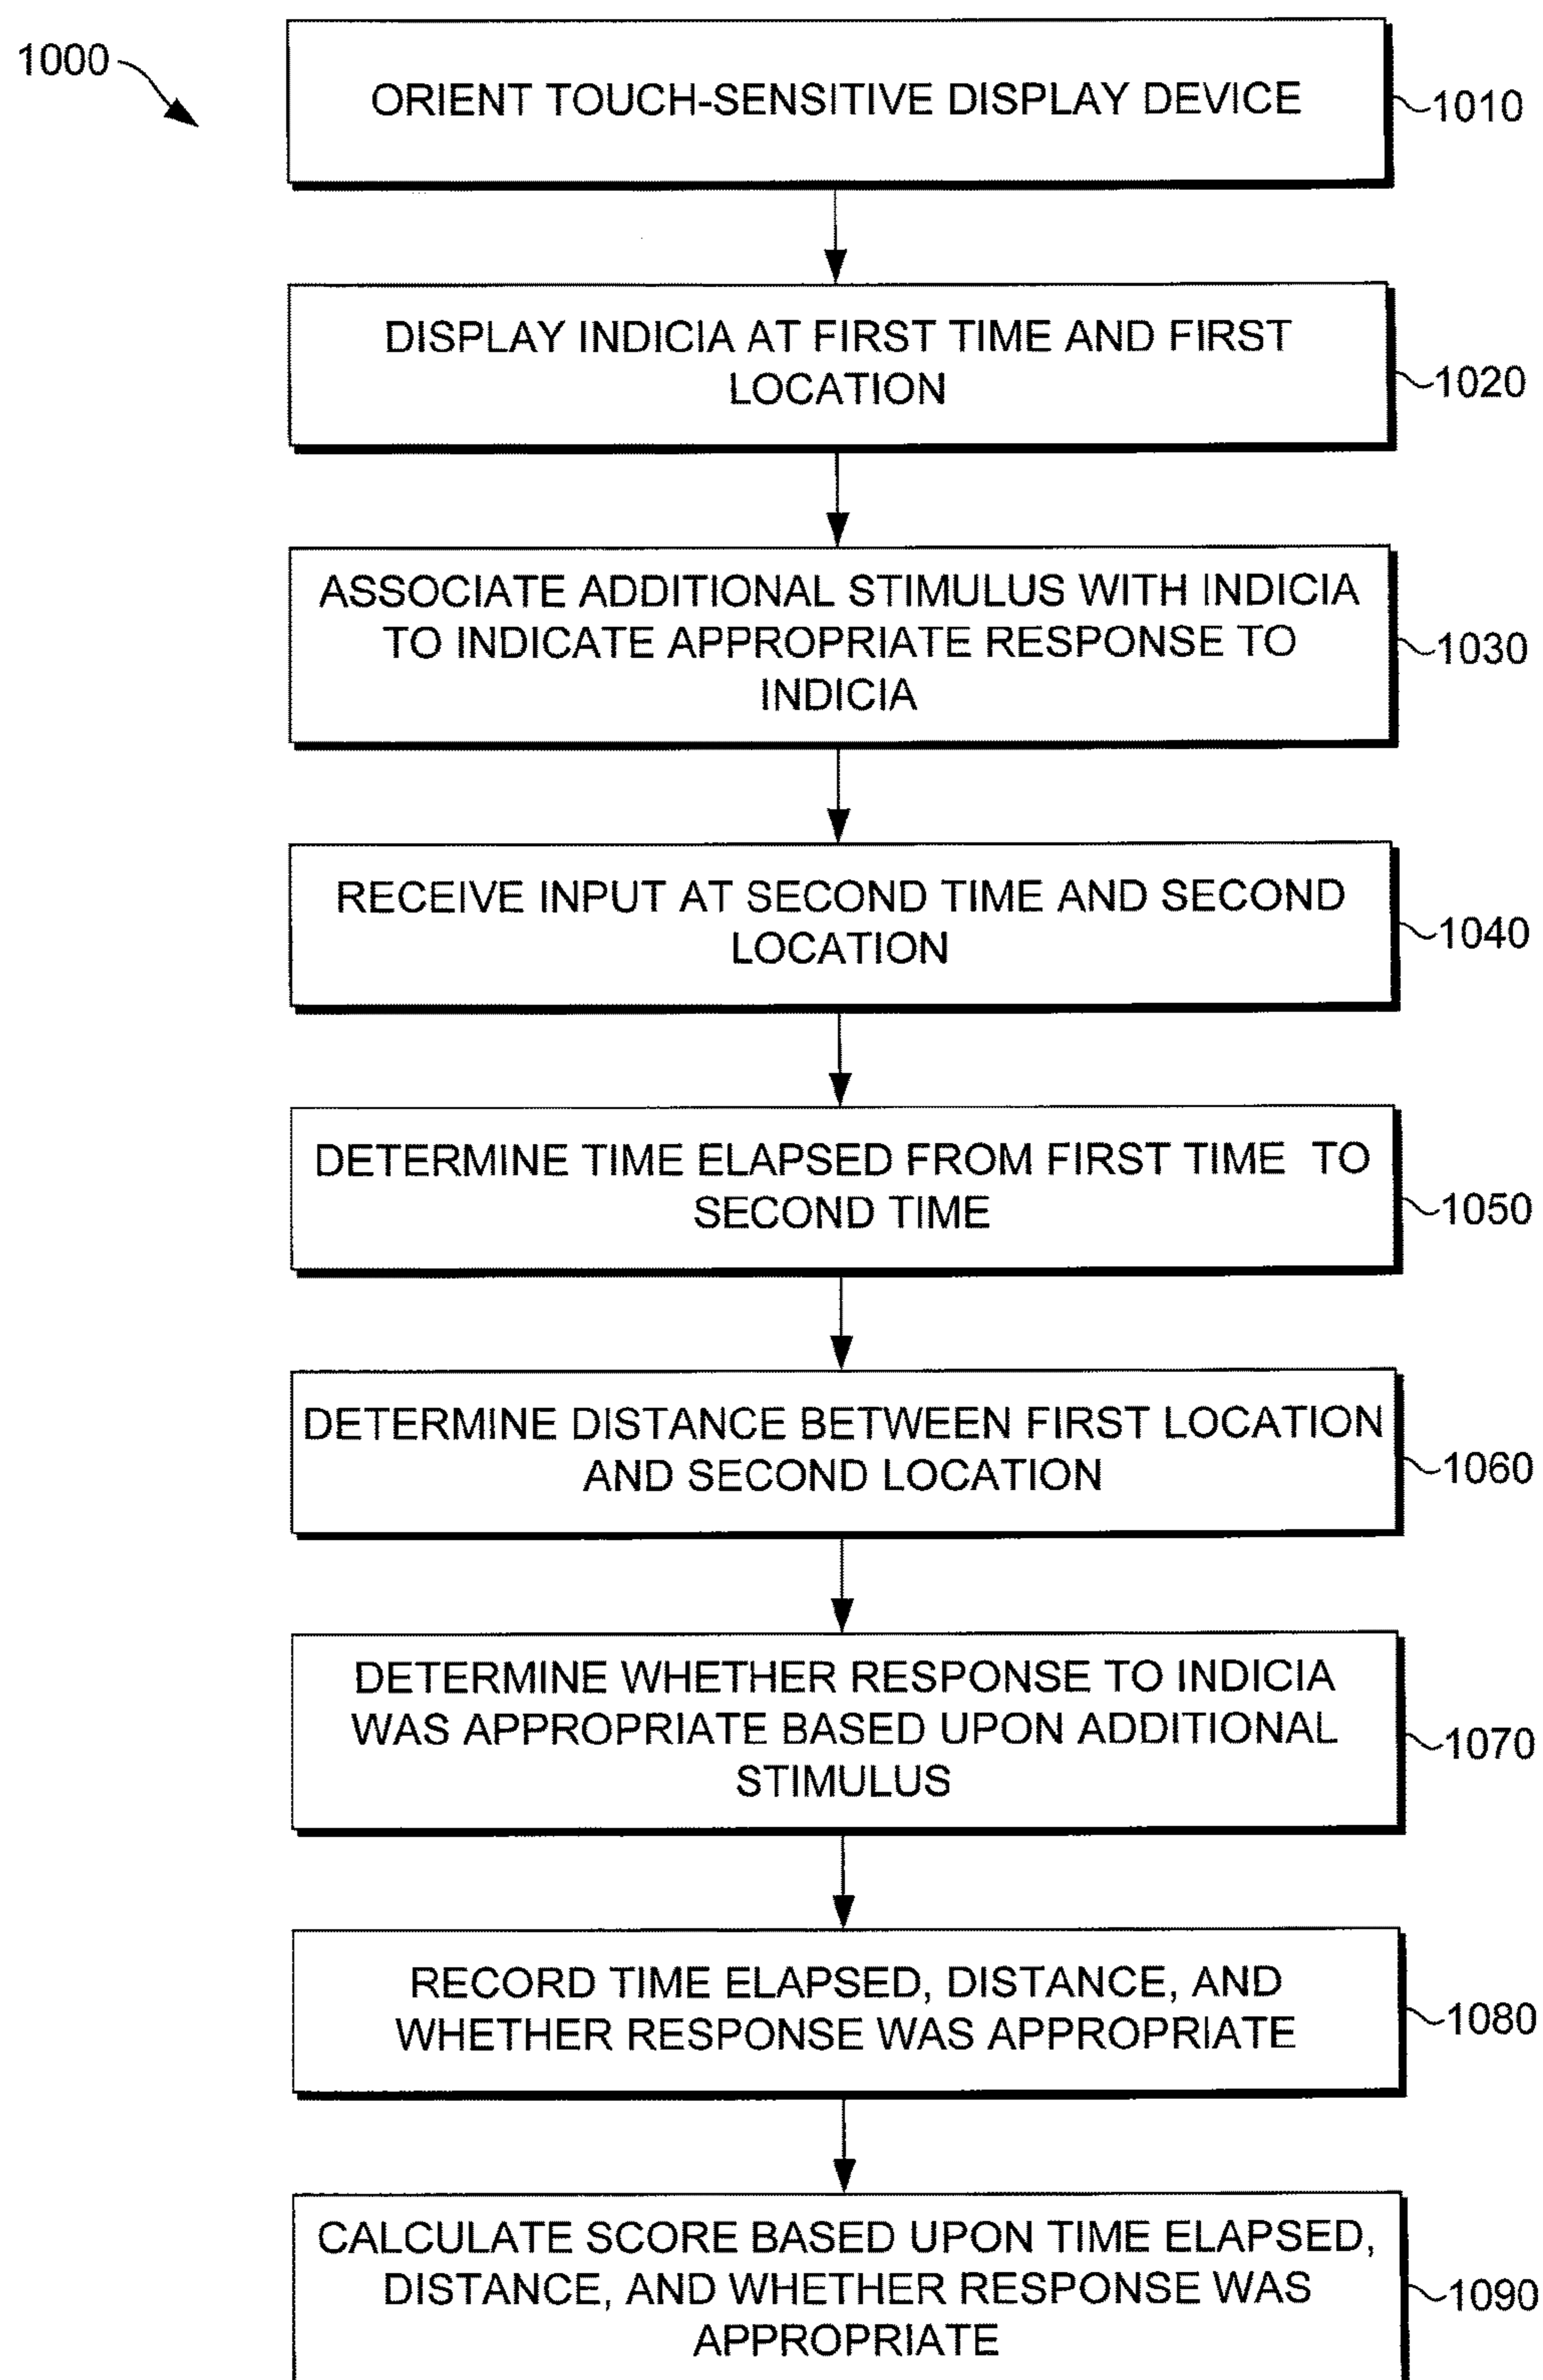 1000
ORIENT TOUCH-SENSITIVE DISPLAY DEVICE
1010
DISPLAY INDICIA AT FIRST TIME AND FIRST
LOCATION
1020
ASSOCIATE ADDITIONAL STIMULUS WITH INDICIA
TO INDICATE APPROPRIATE RESPONSE TO
INDICIA
1030
RECEIVE INPUT AT SECOND TIME AND SECOND
LOCATION
1040
DETERMINE TIME ELAPSED FROM FIRST TIME TO
SECOND TIME
1050
DETERMINE DISTANCE BETWEEN FIRST LOCATION
AND SECOND LOCATION
1060
DETERMINE WHETHER RESPONSE TO INDICIA
WAS APPROPRIATE BASED UPON ADDITIONAL
STIMULUS
1070
RECORD TIME ELAPSED, DISTANCE, AND
WHETHER RESPONSE WAS APPROPRIATE
1080
CALCULATE SCORE BASED UPON TIME ELAPSED,
DISTANCE, AND WHETHER RESPONSE WAS
APPROPRIATE
1090